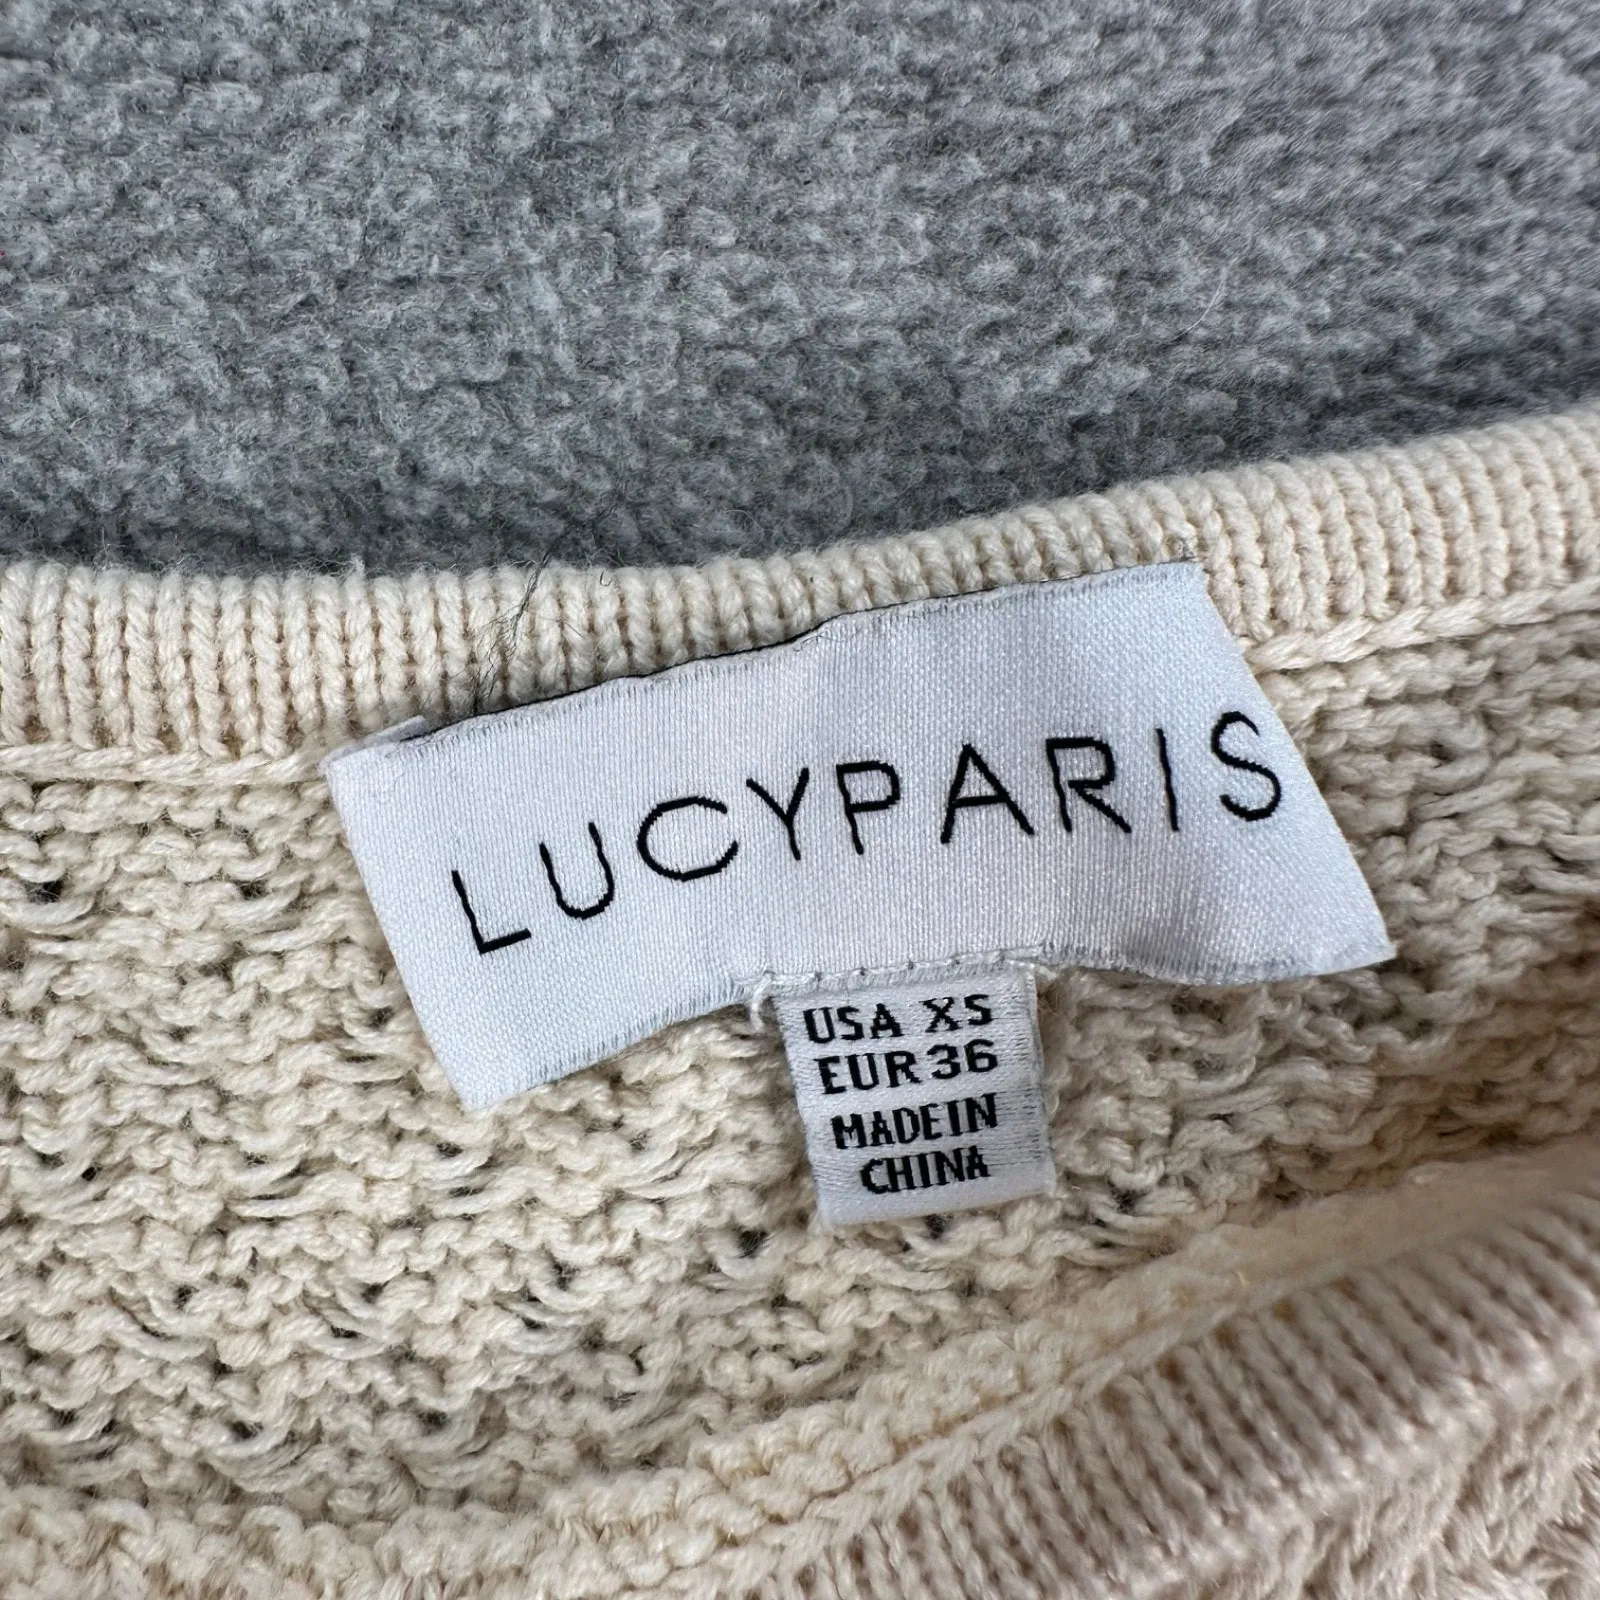 LUCYPARIS
USA XS
EUR 36
MADE IN
CHINA